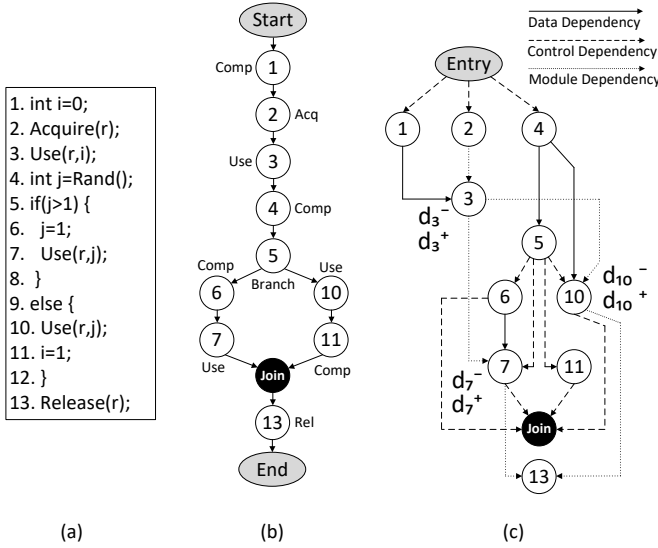 Start
Comp
1
2
Acq
Use
3
4
Comp
5
Branch
Comp
6
Use
10
7
Use
11
Comp
Join
13
Rel
End
1. int i=0;
2. Acquire(r);
3. Use(r,i);
4. int j=Rand();
5. if(j>1) {
6. j=1;
7. Use(r,j);
8. }
9. else {
10. Use(r,j);
11. i=1;
12. }
13. Release(r);
Data Dependency
Control Dependency
Module Dependency
Entry
1
2
4
3
d₃⁻
d₃⁺
5
d₁₀⁻
d₁₀⁺
6
10
7
11
d₇⁻
d₇⁺
Join
13
(a)
(b)
(c)